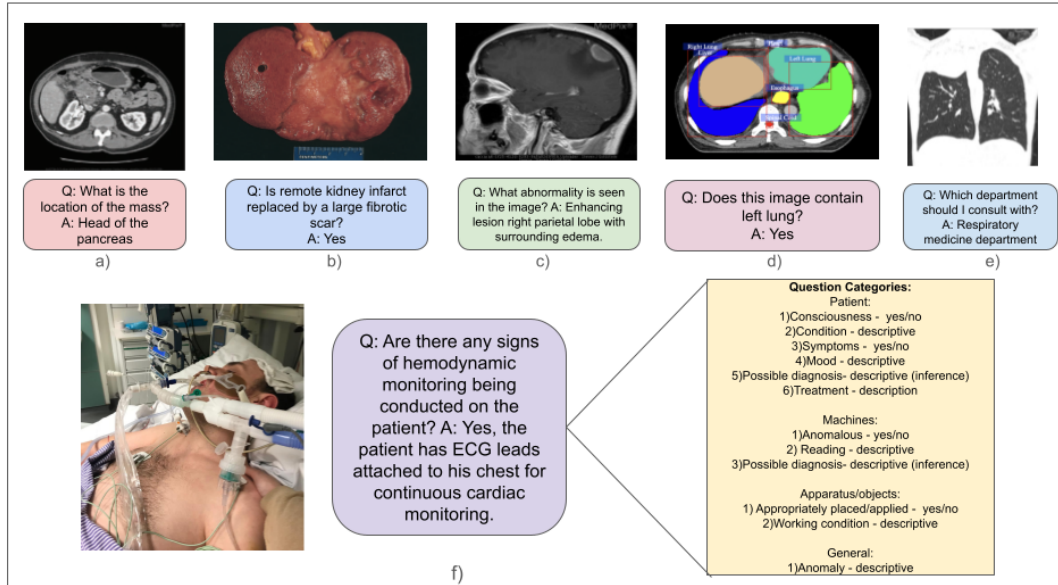 MedPix
MedPix
Right Lung
Liver
Left Lung
Esophagus
Spinal Cord
Q: What is the
location of the mass?
A: Head of the
pancreas
a)
Q: Is remote kidney infarct
replaced by a large fibrotic
scar?
A: Yes
b)
Q: What abnormality is seen
in the image? A: Enhancing
lesion right parietal lobe with
surrounding edema.
c)
Q: Does this image contain
left lung?
A: Yes
d)
Q: Which department
should I consult with?
A: Respiratory
medicine department
e)
Q: Are there any signs
of hemodynamic
monitoring being
conducted on the
patient? A: Yes, the
patient has ECG leads
attached to his chest for
continuous cardiac
monitoring.
Question Categories:
Patient:
1)Consciousness - yes/no
2)Condition - descriptive
3)Symptoms - yes/no
4)Mood - descriptive
5)Possible diagnosis- descriptive (inference)
6)Treatment - description
Machines:
1)Anomalous - yes/no
2) Reading - descriptive
3)Possible diagnosis- descriptive (inference)
Apparatus/objects:
1) Appropriately placed/applied - yes/no
2)Working condition - descriptive
General:
1)Anomaly - descriptive
f)